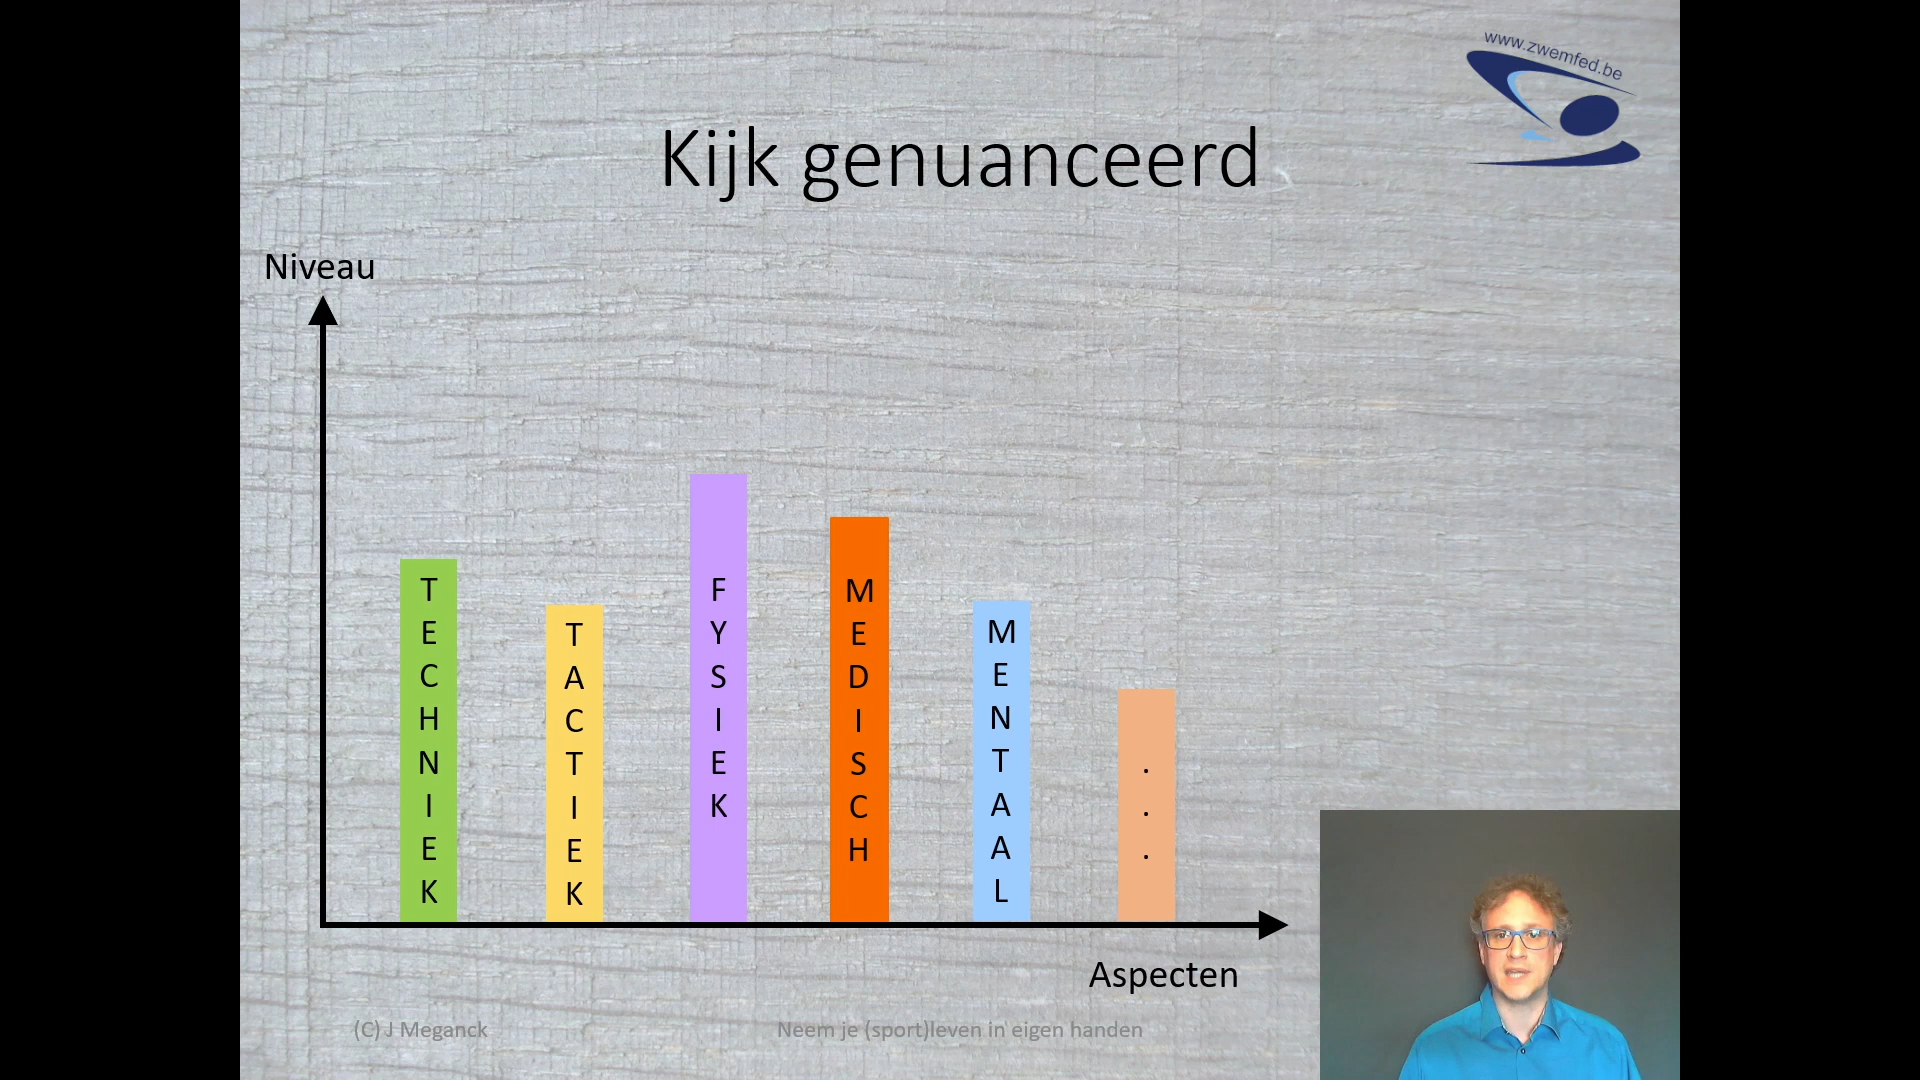 www.zwemfed.be
Kijk genuanceerd
Niveau
TECHNIEK
TACTIEK
FYSIEK
MEDISCH
MENTAAL
...
Aspecten
(C) J Meganck
Neem je (sport)leven in eigen handen